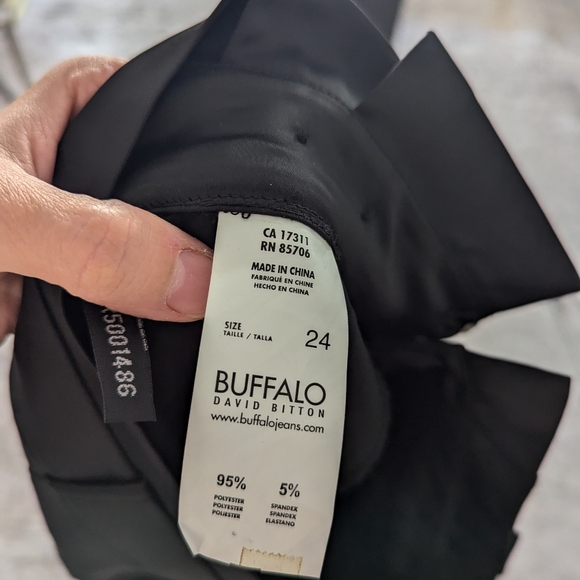 CA 17311
RN 85706
MADE IN CHINA
FABRIQUÉ EN CHINE
HECHO EN CHINA
SIZE
TAILLE / TALLA
24
BUFFALO
DAVID BITTON
www.buffalojeans.com
95%
POLYESTER
POLYESTER
POLIESTER
5%
SPANDEX
SPANDEX
ELASTANO
5001486